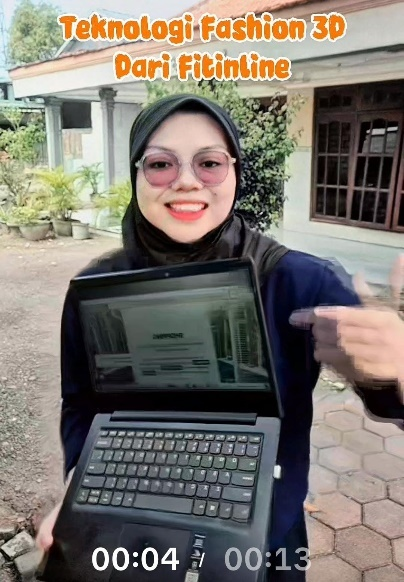 Teknologi Fashion 3D
Dari Fitinline
00:04 / 00:13